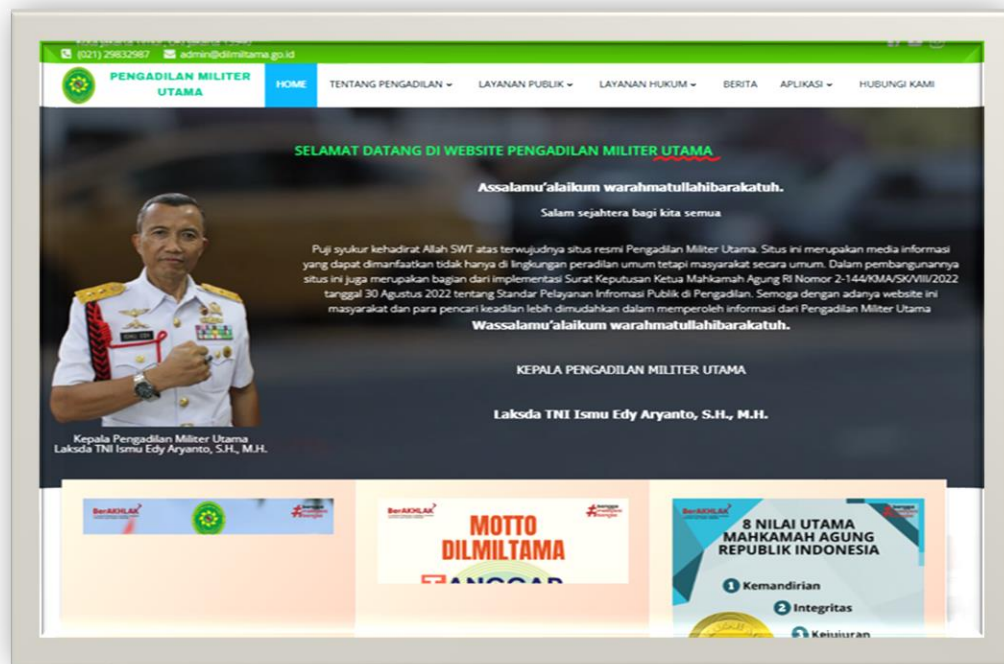 (021) 29832987 admin@dilmiltama.go.id
PENGADILAN MILITER
UTAMA
HOME TENTANG PENGADILAN LAYANAN PUBLIK LAYANAN HUKUM BERITA APLIKASI HUBUNGI KAMI
SELAMAT DATANG DI WEBSITE PENGADILAN MILITER UTAMA
Assalamu'alaikum warahmatullahibarakatuh.
Salam sejahtera bagi kita semua
Puji syukur kehadirat Allah SWT atas terwujudnya situs resmi Pengadilan Militer Utama. Situs ini merupakan media informasi
yang dapat dimanfaatkan tidak hanya di lingkungan peradilan umum tetapi masyarakat secara umum. Dalam pembangunannya
situs ini juga merupakan bagian dari implementasi Surat Keputusan Ketua Mahkamah Agung RI Nomor 2-144/KMA/SK/VIII/2022
tanggal 30 Agustus 2022 tentang Standar Pelayanan Infromasi Publik di Pengadilan. Semoga dengan adanya website ini
masyarakat dan para pencari keadilan lebih dimudahkan dalam memperoleh informasi dari Pengadilan Militer Utama
Wassalamu'alaikum warahmatullahibarakatuh.
KEPALA PENGADILAN MILITER UTAMA
Laksda TNI Ismu Edy Aryanto, S.H., M.H.
Kepala Pengadilan Militer Utama
Laksda TNI Ismu Edy Aryanto, S.H., M.H.
BerAKHLAK
BerAKHLAK
MOTTO
DILMILTAMA
TANGGAP
BerAKHLAK
8 NILAI UTAMA
MAHKAMAH AGUNG
REPUBLIK INDONESIA
1 Kemandirian
2 Integritas
3 Kejujuran